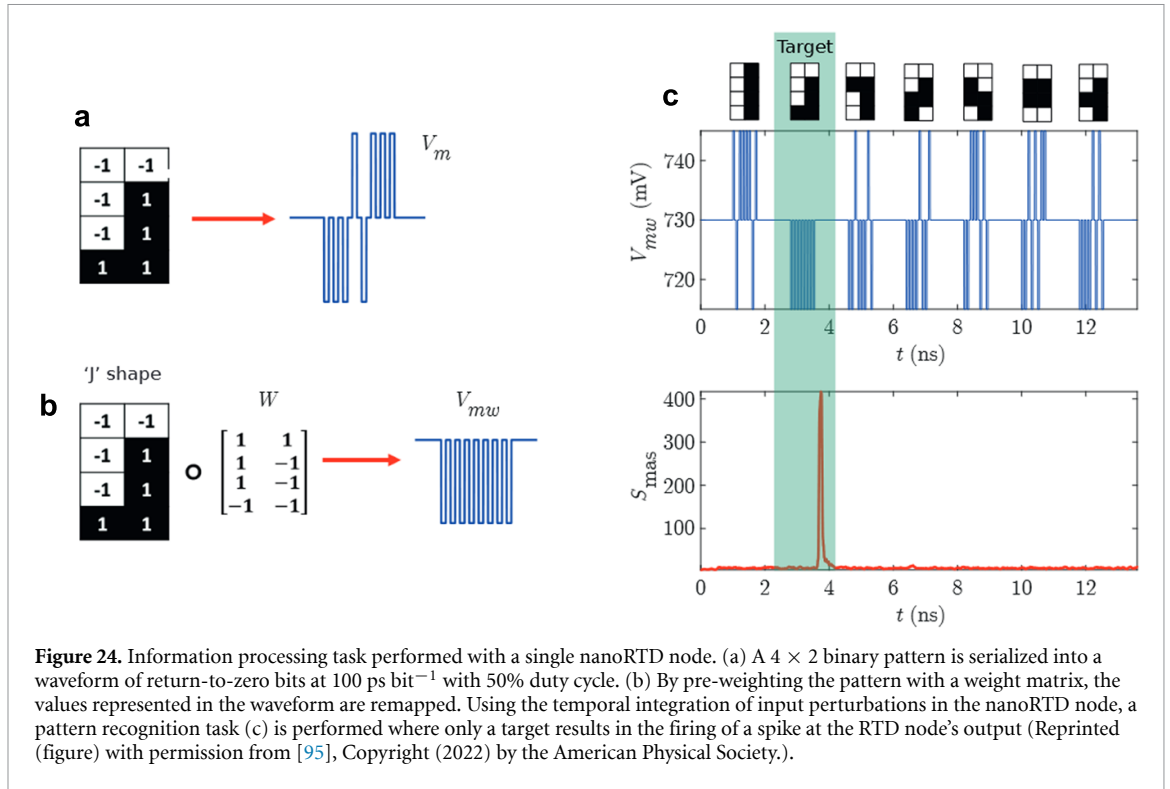 a
-1 -1
-1 1
-1 1
1 1
V_m
'J' shape
b
-1 -1
-1 1
-1 1
1 1
o
W
1 1
1 −1
1 −1
−1 −1
V_mw
Target
c
V_mw (mV)
740
730
720
0 2 4 6 8 10 12
t (ns)
S_mas
400
300
200
100
0 2 4 6 8 10 12
t (ns)
Figure 24. Information processing task performed with a single nanoRTD node. (a) A 4 × 2 binary pattern is serialized into a
waveform of return-to-zero bits at 100 ps bit⁻¹ with 50% duty cycle. (b) By pre-weighting the pattern with a weight matrix, the
values represented in the waveform are remapped. Using the temporal integration of input perturbations in the nanoRTD node, a
pattern recognition task (c) is performed where only a target results in the firing of a spike at the RTD node's output (Reprinted
(figure) with permission from [95], Copyright (2022) by the American Physical Society.).